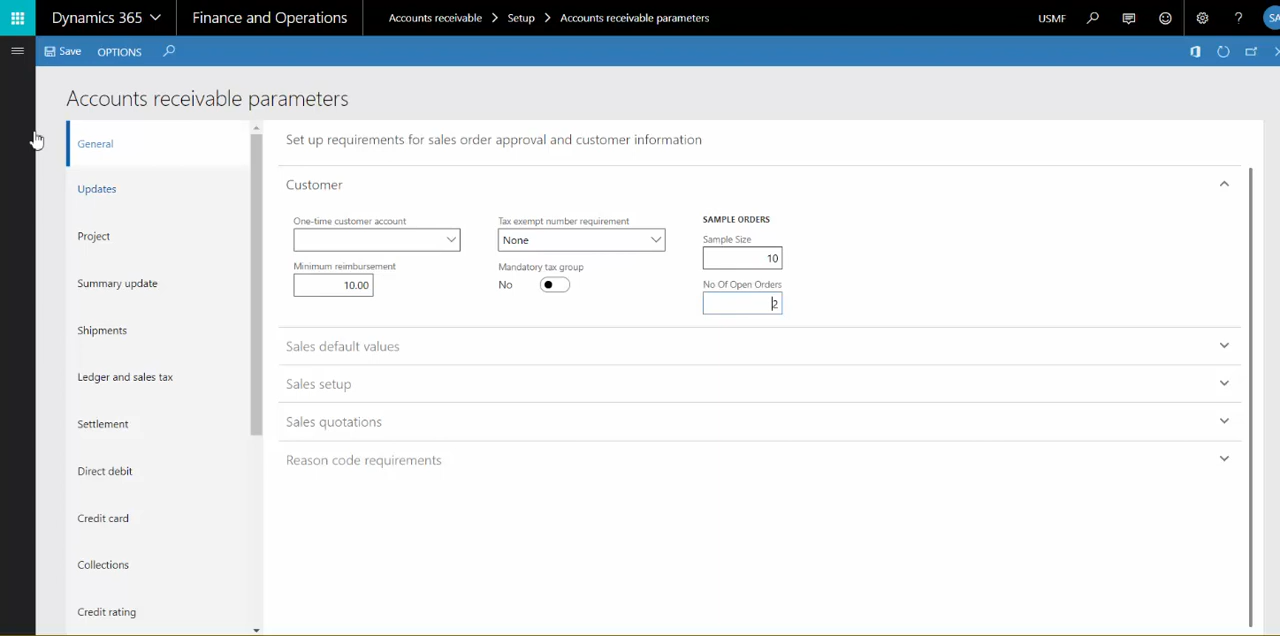 Dynamics 365 Finance and Operations Accounts receivable Setup Accounts receivable parameters USMF ? SA
Save OPTIONS
Accounts receivable parameters
General
Updates
Project
Summary update
Shipments
Ledger and sales tax
Settlement
Direct debit
Credit card
Collections
Credit rating
Set up requirements for sales order approval and customer information
Customer
One-time customer account
Minimum reimbursement
10.00
Tax exempt number requirement
None
Mandatory tax group
No
SAMPLE ORDERS
Sample Size
10
No Of Open Orders
2
Sales default values
Sales setup
Sales quotations
Reason code requirements